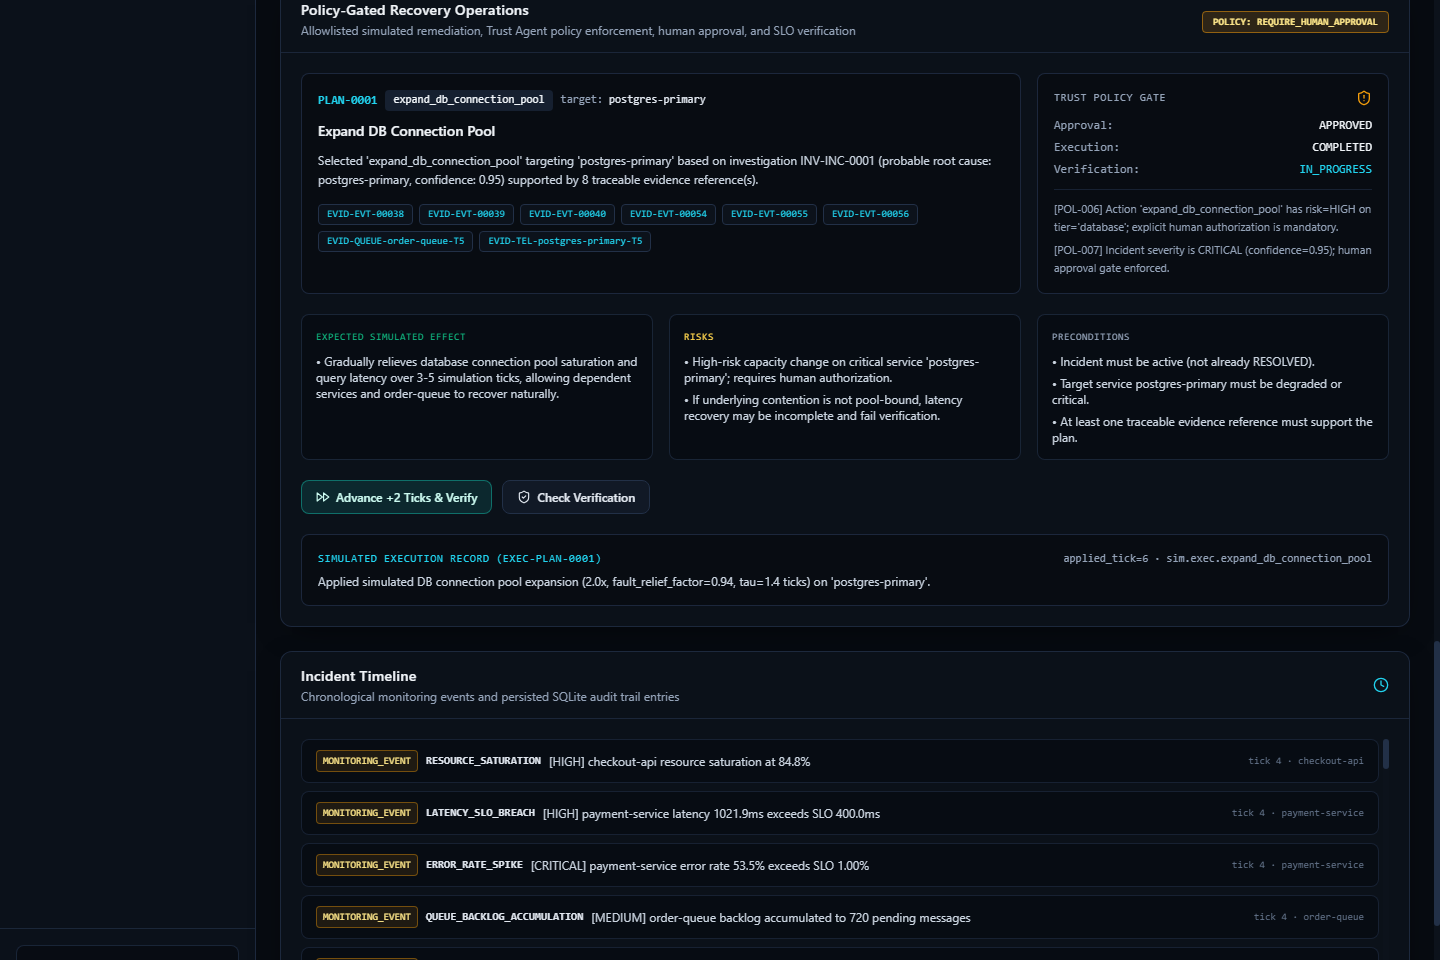 Policy-Gated Recovery Operations
Allowlisted simulated remediation, Trust Agent policy enforcement, human approval, and SLO verification
POLICY: REQUIRE_HUMAN_APPROVAL
PLAN-0001 expand_db_connection_pool target: postgres-primary
Expand DB Connection Pool
Selected 'expand_db_connection_pool' targeting 'postgres-primary' based on investigation INV-INC-0001 (probable root cause:
postgres-primary, confidence: 0.95) supported by 8 traceable evidence reference(s).
EVID-EVT-00038 EVID-EVT-00039 EVID-EVT-00040 EVID-EVT-00054 EVID-EVT-00055 EVID-EVT-00056
EVID-QUEUE-order-queue-T5 EVID-TEL-postgres-primary-T5
TRUST POLICY GATE
Approval: APPROVED
Execution: COMPLETED
Verification: IN_PROGRESS
[POL-006] Action 'expand_db_connection_pool' has risk=HIGH on
tier='database'; explicit human authorization is mandatory.
[POL-007] Incident severity is CRITICAL (confidence=0.95); human
approval gate enforced.
EXPECTED SIMULATED EFFECT
• Gradually relieves database connection pool saturation and
query latency over 3-5 simulation ticks, allowing dependent
services and order-queue to recover naturally.
RISKS
• High-risk capacity change on critical service 'postgres-
primary'; requires human authorization.
• If underlying contention is not pool-bound, latency
recovery may be incomplete and fail verification.
PRECONDITIONS
• Incident must be active (not already RESOLVED).
• Target service postgres-primary must be degraded or
critical.
• At least one traceable evidence reference must support the
plan.
Advance +2 Ticks & Verify
Check Verification
SIMULATED EXECUTION RECORD (EXEC-PLAN-0001)
applied_tick=6 · sim.exec.expand_db_connection_pool
Applied simulated DB connection pool expansion (2.0x, fault_relief_factor=0.94, tau=1.4 ticks) on 'postgres-primary'.
Incident Timeline
Chronological monitoring events and persisted SQLite audit trail entries
MONITORING_EVENT RESOURCE_SATURATION [HIGH] checkout-api resource saturation at 84.8% tick 4 · checkout-api
MONITORING_EVENT LATENCY_SLO_BREACH [HIGH] payment-service latency 1021.9ms exceeds SLO 400.0ms tick 4 · payment-service
MONITORING_EVENT ERROR_RATE_SPIKE [CRITICAL] payment-service error rate 53.5% exceeds SLO 1.00% tick 4 · payment-service
MONITORING_EVENT QUEUE_BACKLOG_ACCUMULATION [MEDIUM] order-queue backlog accumulated to 720 pending messages tick 4 · order-queue